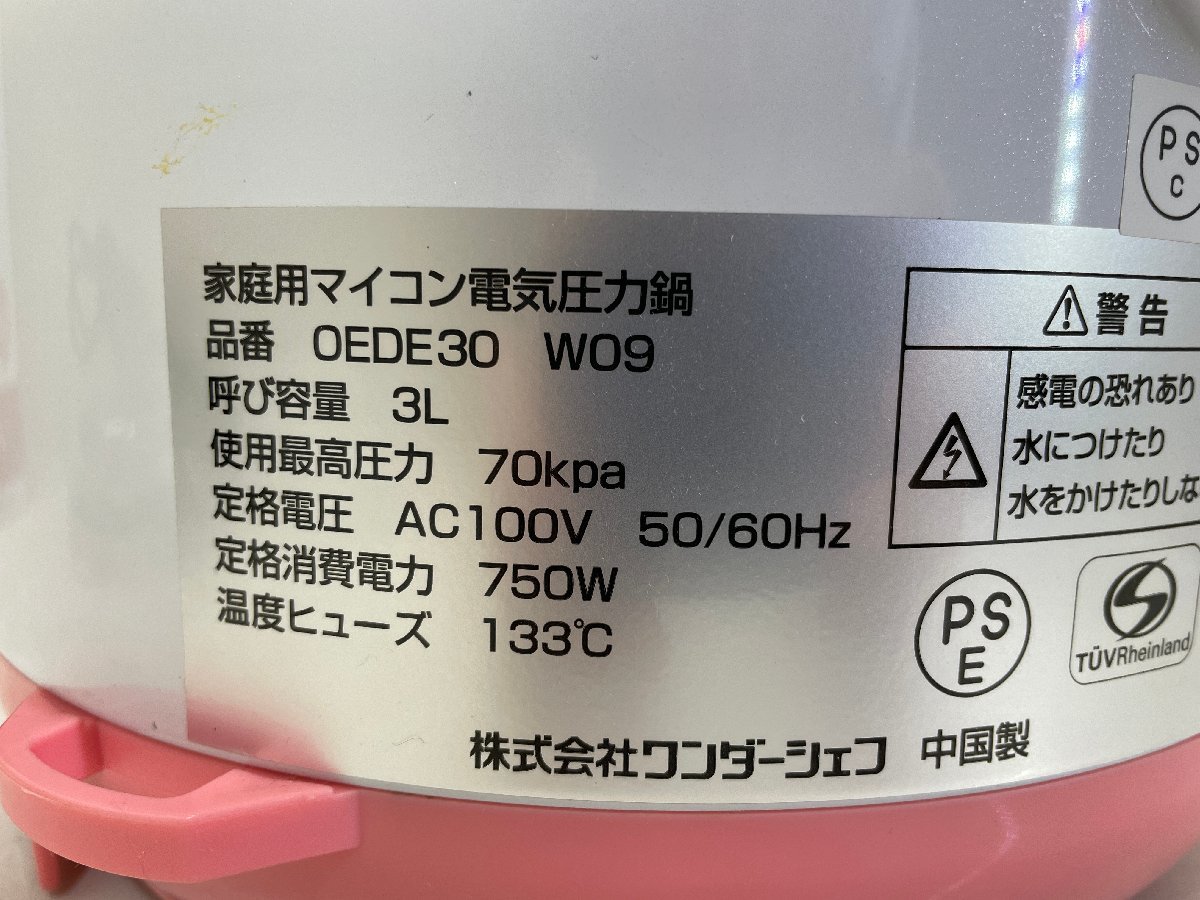 家庭用マイコン電気圧力鍋
品番 OEDE30 W09
呼び容量 3L
使用最高圧力 70kpa
定格電圧 AC100V 50/60Hz
定格消費電力 750W
温度ヒューズ 133℃
株式会社ワンダーシェフ 中国製
警告
感電の恐れあり
水につけたり
水をかけたりしな
PS
E
TÜVRheinland
PS
C